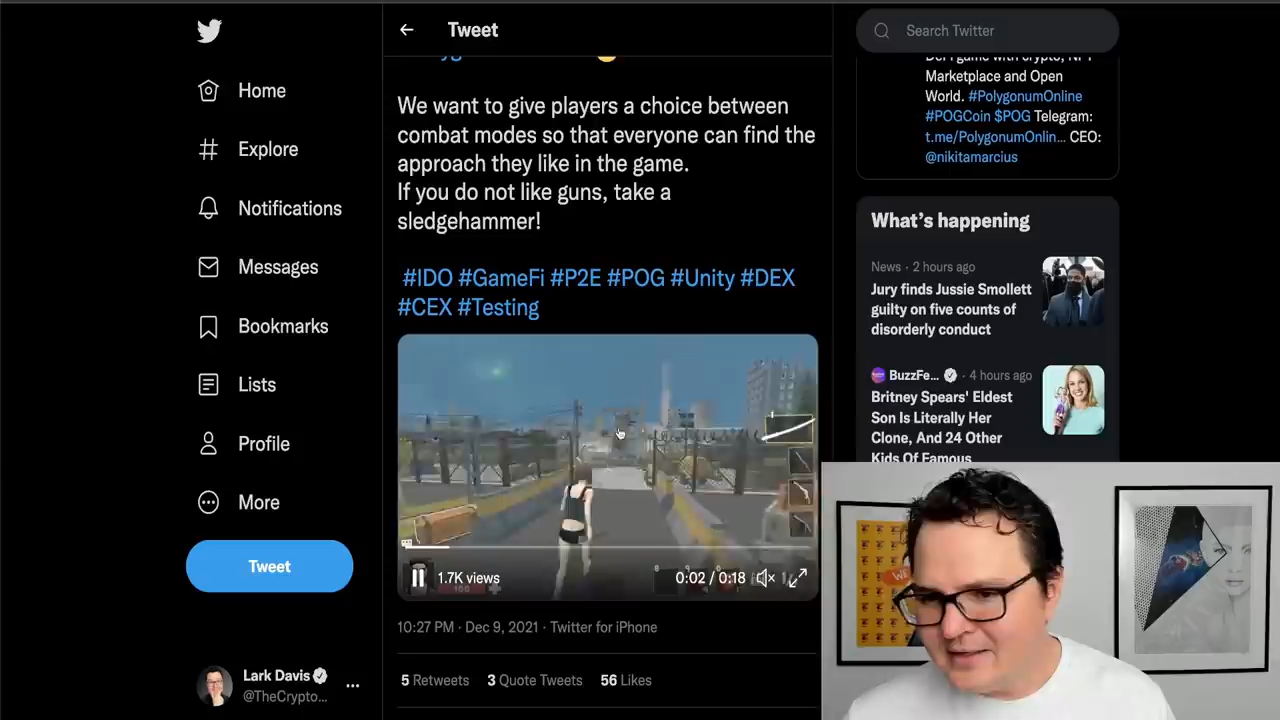 Home
Explore
Notifications
Messages
Bookmarks
Lists
Profile
More
Tweet
Lark Davis
@TheCrypto...
Tweet
We want to give players a choice between
combat modes so that everyone can find the
approach they like in the game.
If you do not like guns, take a
sledgehammer!
#IDO #GameFi #P2E #POG #Unity #DEX
#CEX #Testing
1.7K views
0:02 / 0:18
10:27 PM · Dec 9, 2021 · Twitter for iPhone
5 Retweets 3 Quote Tweets 56 Likes
Search Twitter
DeFi game with crypto, NFT
Marketplace and Open
World. #PolygonumOnline
#POGCoin $POG Telegram:
t.me/PolygonumOnlin... CEO:
@nikitamarcius
What's happening
News · 2 hours ago
Jury finds Jussie Smollett
guilty on five counts of
disorderly conduct
BuzzFe... · 4 hours ago
Britney Spears' Eldest
Son Is Literally Her
Clone, And 24 Other
Kids Of Famous
WE